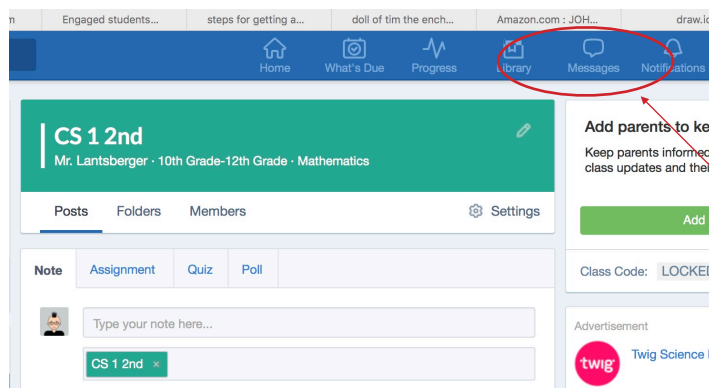 m Engaged students... steps for getting a... doll of tim the ench... Amazon.com : JOH... draw.io
Home What's Due Progress Library Messages Notifications
CS 1 2nd
Mr. Lantsberger · 10th Grade-12th Grade · Mathematics
Add parents to ke
Keep parents informed
class updates and thei
Posts Folders Members Settings
Add
Note Assignment Quiz Poll
Class Code: LOCKED
Type your note here...
CS 1 2nd ×
Advertisement
twig
Twig Science